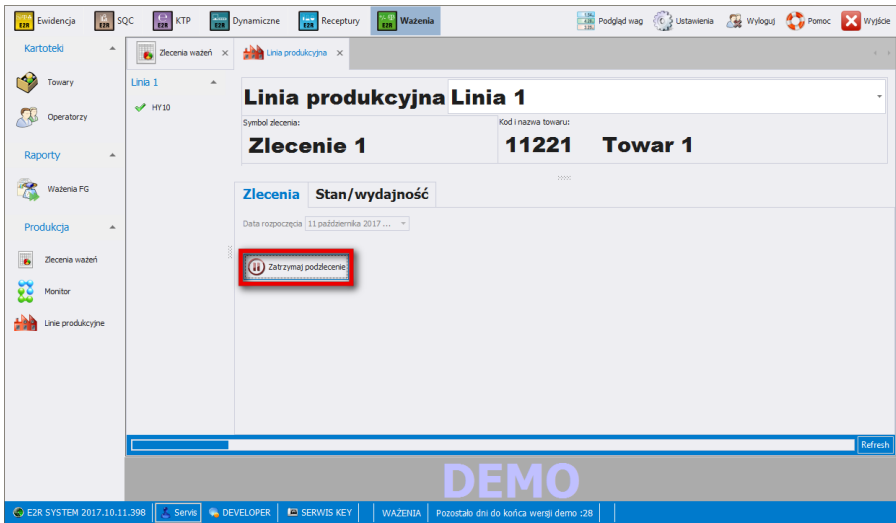 Ewidencja SQC KTP Dynamiczne Receptury Ważenia Podgląd wag Ustawienia Wyloguj Pomoc Wyjście
Kartoteki
Towary
Operatorzy
Raporty
Ważenia FG
Produkcja
Zlecenia ważeń
Monitor
Linie produkcyjne
Zlecenia ważeń × Linia produkcyjna ×
Linia 1
HY10
Linia produkcyjna Linia 1
Symbol zlecenia: Kod i nazwa towaru:
Zlecenie 1 11221 Towar 1
Zlecenia Stan/wydajność
Data rozpoczęcia 11 października 2017 ...
Zatrzymaj podzlecenie
Refresh
DEMO
E2R SYSTEM 2017.10.11.398 Servis DEVELOPER SERWIS KEY WAŻENIA Pozostało dni do końca wersji demo :28